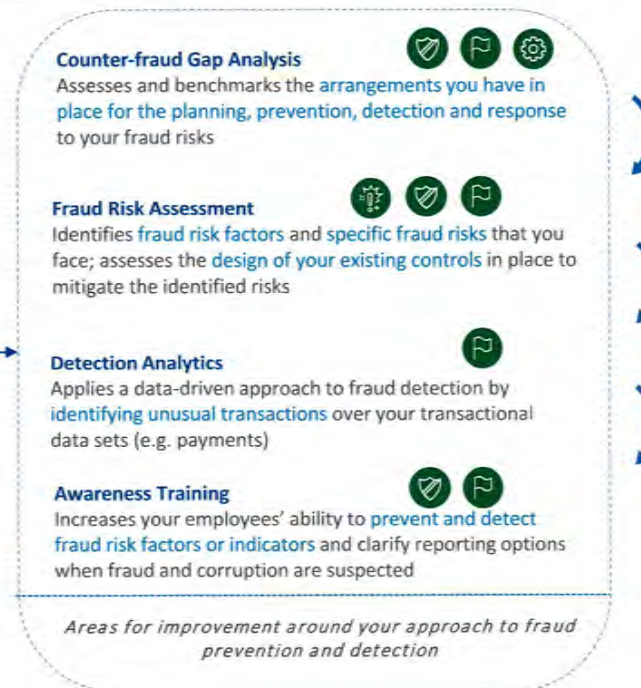 Counter-fraud Gap Analysis
Assesses and benchmarks the arrangements you have in
place for the planning, prevention, detection and response
to your fraud risks
Fraud Risk Assessment
Identifies fraud risk factors and specific fraud risks that you
face; assesses the design of your existing controls in place to
mitigate the identified risks
Detection Analytics
Applies a data-driven approach to fraud detection by
identifying unusual transactions over your transactional
data sets (e.g. payments)
Awareness Training
Increases your employees' ability to prevent and detect
fraud risk factors or indicators and clarify reporting options
when fraud and corruption are suspected
Areas for improvement around your approach to fraud
prevention and detection